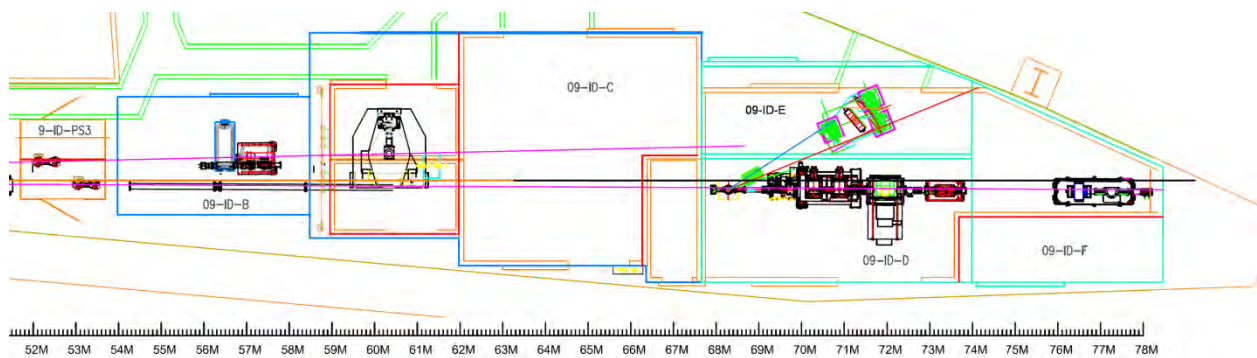 09-ID-C
09-ID-E
9-ID-PS3
09-ID-B
09-ID-D
09-ID-F
52M 53M 54M 55M 56M 57M 58M 59M 60M 61M 62M 63M 64M 65M 66M 67M 68M 69M 70M 71M 72M 73M 74M 75M 76M 77M 78M